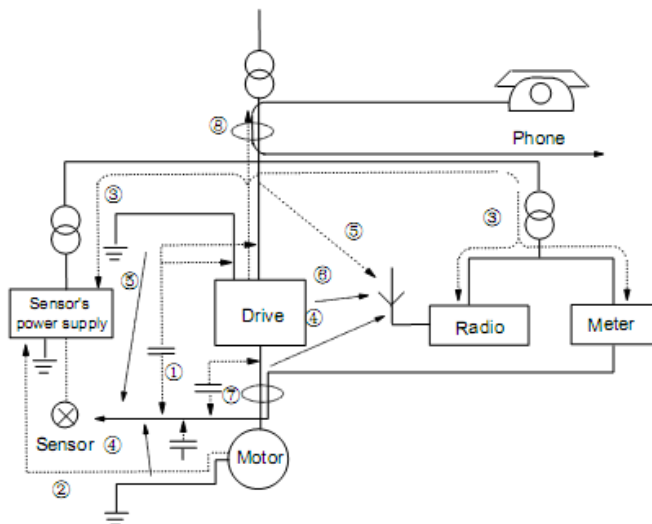 ⑧
Phone
③
③
⑤
⑤
⑥
Sensor's
power supply
Drive
④
Radio
Meter
①
⑦
Sensor
④
Motor
②